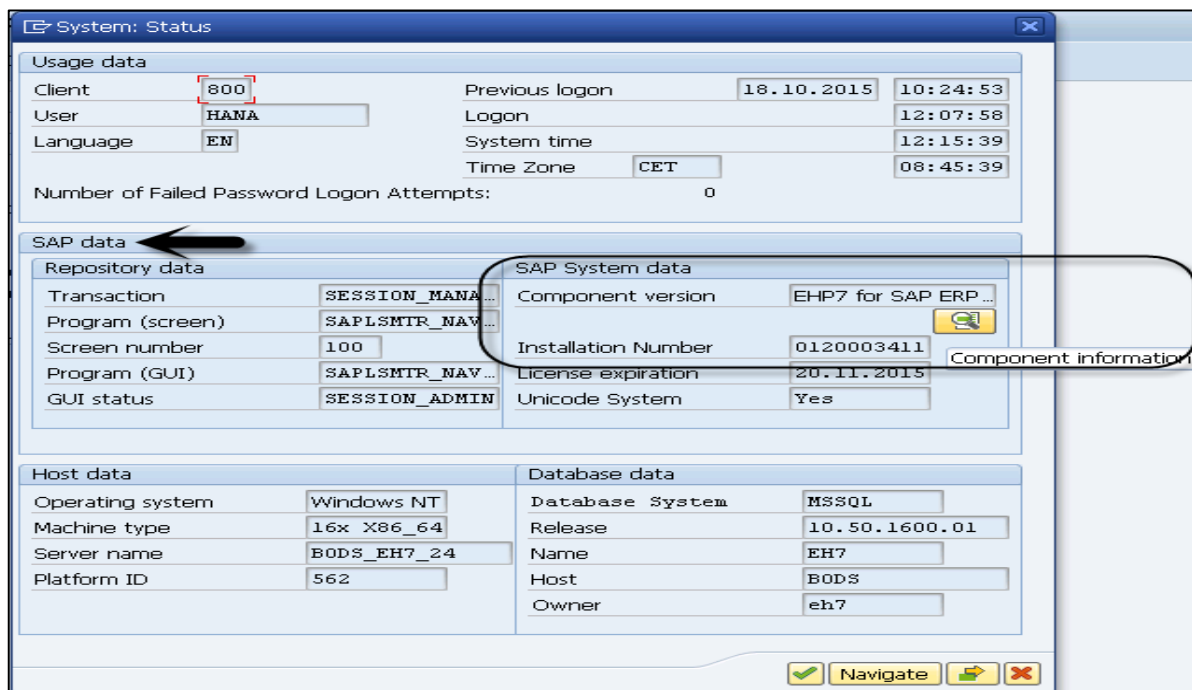 System: Status
Usage data
Client 800 Previous logon 18.10.2015 10:24:53
User HANA Logon 12:07:58
Language EN System time 12:15:39
Time Zone CET 08:45:39
Number of Failed Password Logon Attempts: 0
SAP data
Repository data SAP System data
Transaction SESSION_MANA... Component version EHP7 for SAP ERP...
Program (screen) SAPLSMTR_NAV...
Screen number 100 Installation Number 0120003411
Component information
Program (GUI) SAPLSMTR_NAV... License expiration 20.11.2015
GUI status SESSION_ADMIN Unicode System Yes
Host data Database data
Operating system Windows NT Database System MSSQL
Machine type 16x X86_64 Release 10.50.1600.01
Server name BODS_EH7_24 Name EH7
Platform ID 562 Host BODS
Owner eh7
Navigate